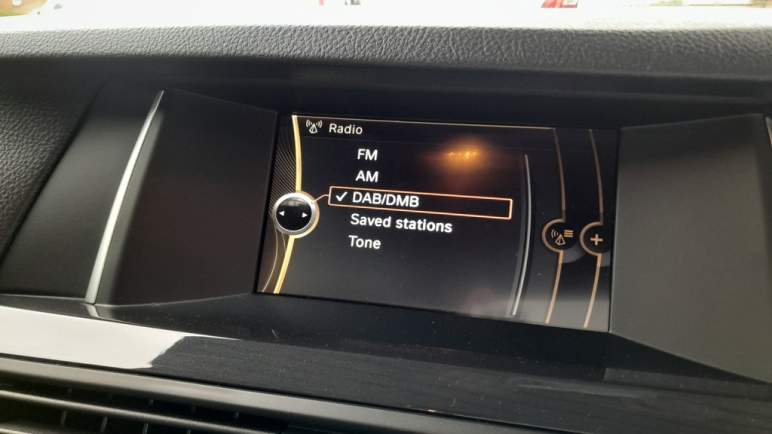 Radio
FM
AM
DAB/DMB
Saved stations
Tone